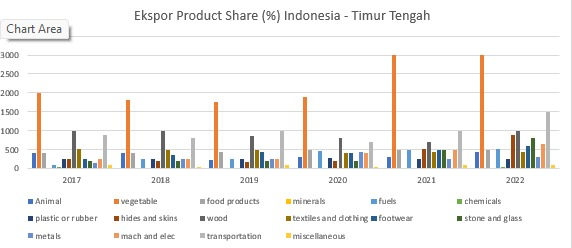 Ekspor Product Share (%) Indonesia - Timur Tengah
Chart Area
3000
2500
2000
1500
1000
500
0
2017 2018 2019 2020 2021 2022
Animal vegetable food products minerals fuels chemicals
plastic or rubber hides and skins wood textiles and clothing footwear stone and glass
metals mach and elec transportation miscellaneous